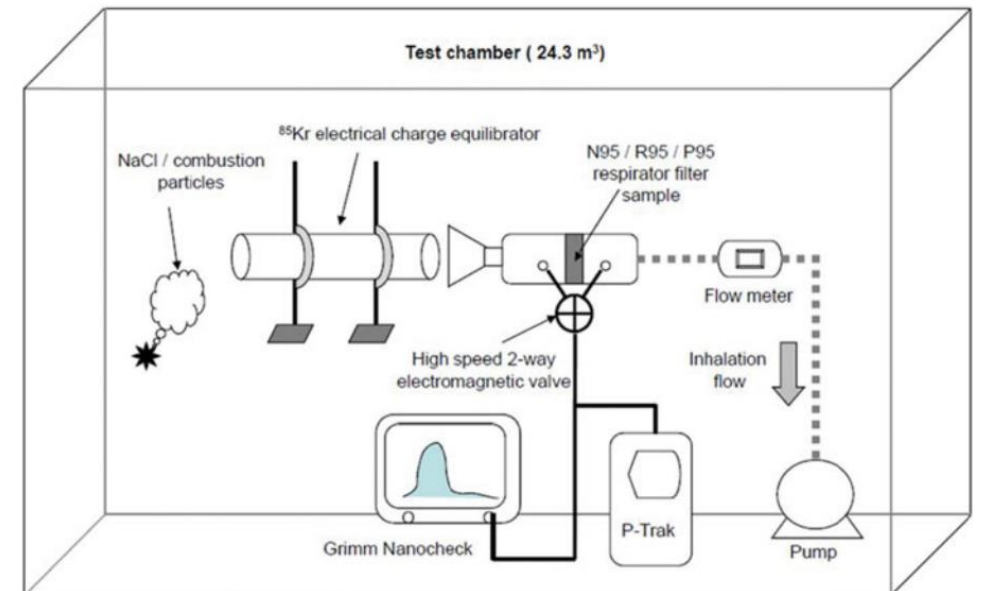 Test chamber ( 24.3 m³)
⁸⁵Kr electrical charge equilibrator
NaCl / combustion
particles
N95 / R95 / P95
respirator filter
sample
Flow meter
High speed 2-way
electromagnetic valve
Inhalation
flow
P-Trak
Grimm Nanocheck
Pump